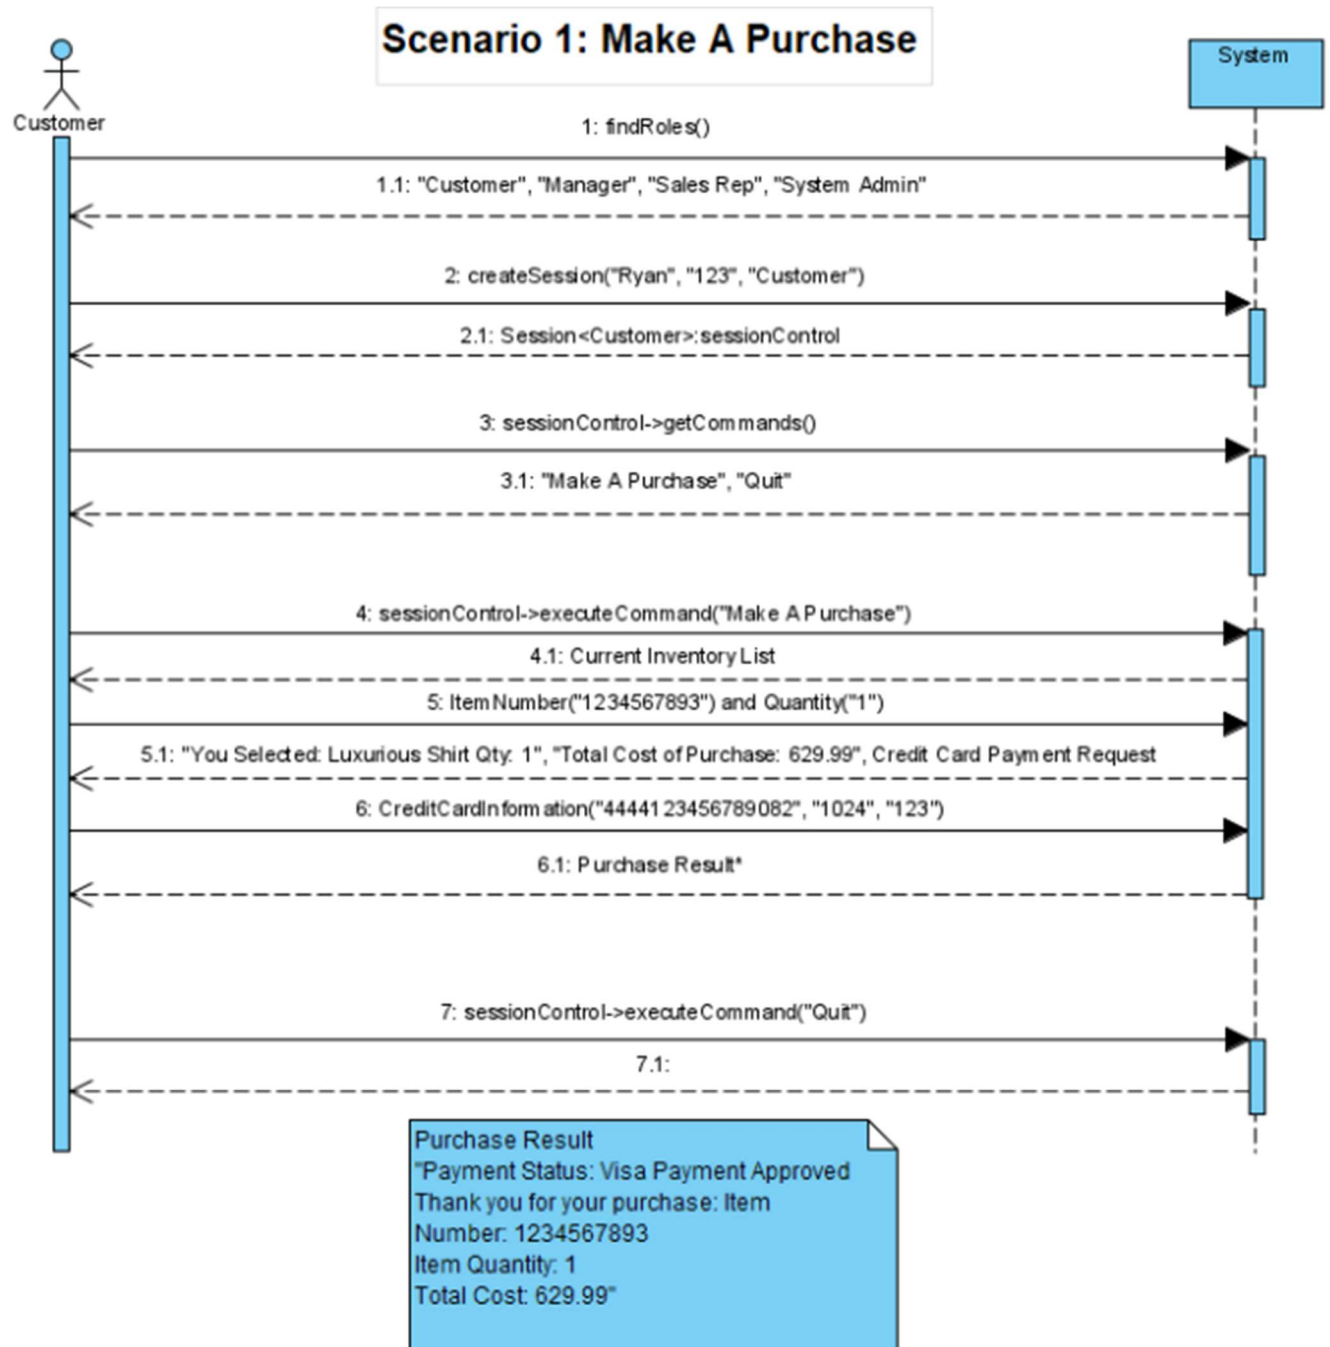 Scenario 1: Make A Purchase
System
Customer
1: findRoles()
1.1: "Customer", "Manager", "Sales Rep", "System Admin"
2: createSession("Ryan", "123", "Customer")
2.1: Session<Customer>:sessionControl
3: sessionControl->getCommands()
3.1: "Make A Purchase", "Quit"
4: sessionControl->executeCommand("Make A Purchase")
4.1: Current Inventory List
5: ItemNumber("1234567893") and Quantity("1")
5.1: "You Selected: Luxurious Shirt Qty: 1", "Total Cost of Purchase: 629.99", Credit Card Payment Request
6: CreditCardInformation("4444123456789082", "1024", "123")
6.1: Purchase Result*
7: sessionControl->executeCommand("Quit")
7.1:
Purchase Result
"Payment Status: Visa Payment Approved
Thank you for your purchase: Item
Number: 1234567893
Item Quantity: 1
Total Cost: 629.99"